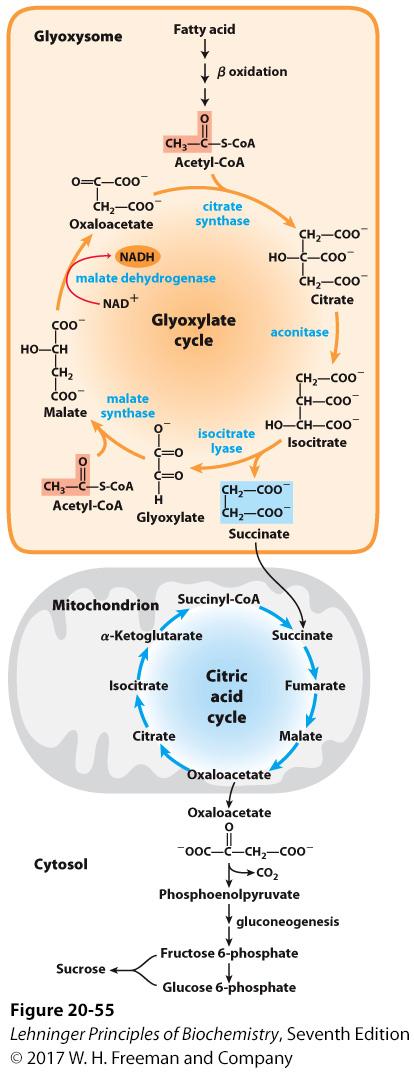 Glyoxysome
Fatty acid
β oxidation
O
CH₃—C—S-CoA
Acetyl-CoA
O=C—COO⁻
CH₂—COO⁻
Oxaloacetate
citrate
synthase
CH₂—COO⁻
HO—C—COO⁻
CH₂—COO⁻
Citrate
NADH
malate dehydrogenase
NAD⁺
Glyoxylate
cycle
aconitase
COO⁻
HO—CH
CH₂
COO⁻
Malate
CH₂—COO⁻
CH—COO⁻
HO—CH—COO⁻
Isocitrate
malate
synthase
isocitrate
lyase
O⁻
C=O
C=O
H
Glyoxylate
O
CH₃—C—S-CoA
Acetyl-CoA
CH₂—COO⁻
CH₂—COO⁻
Succinate
Mitochondrion
Succinyl-CoA
α-Ketoglutarate
Succinate
Isocitrate
Citric
acid
cycle
Fumarate
Citrate
Malate
Oxaloacetate
Oxaloacetate
O
⁻OOC—C—CH₂—COO⁻
Cytosol
CO₂
Phosphoenolpyruvate
gluconeogenesis
Fructose 6-phosphate
Sucrose
Glucose 6-phosphate
Figure 20-55
Lehninger Principles of Biochemistry, Seventh Edition
© 2017 W. H. Freeman and Company